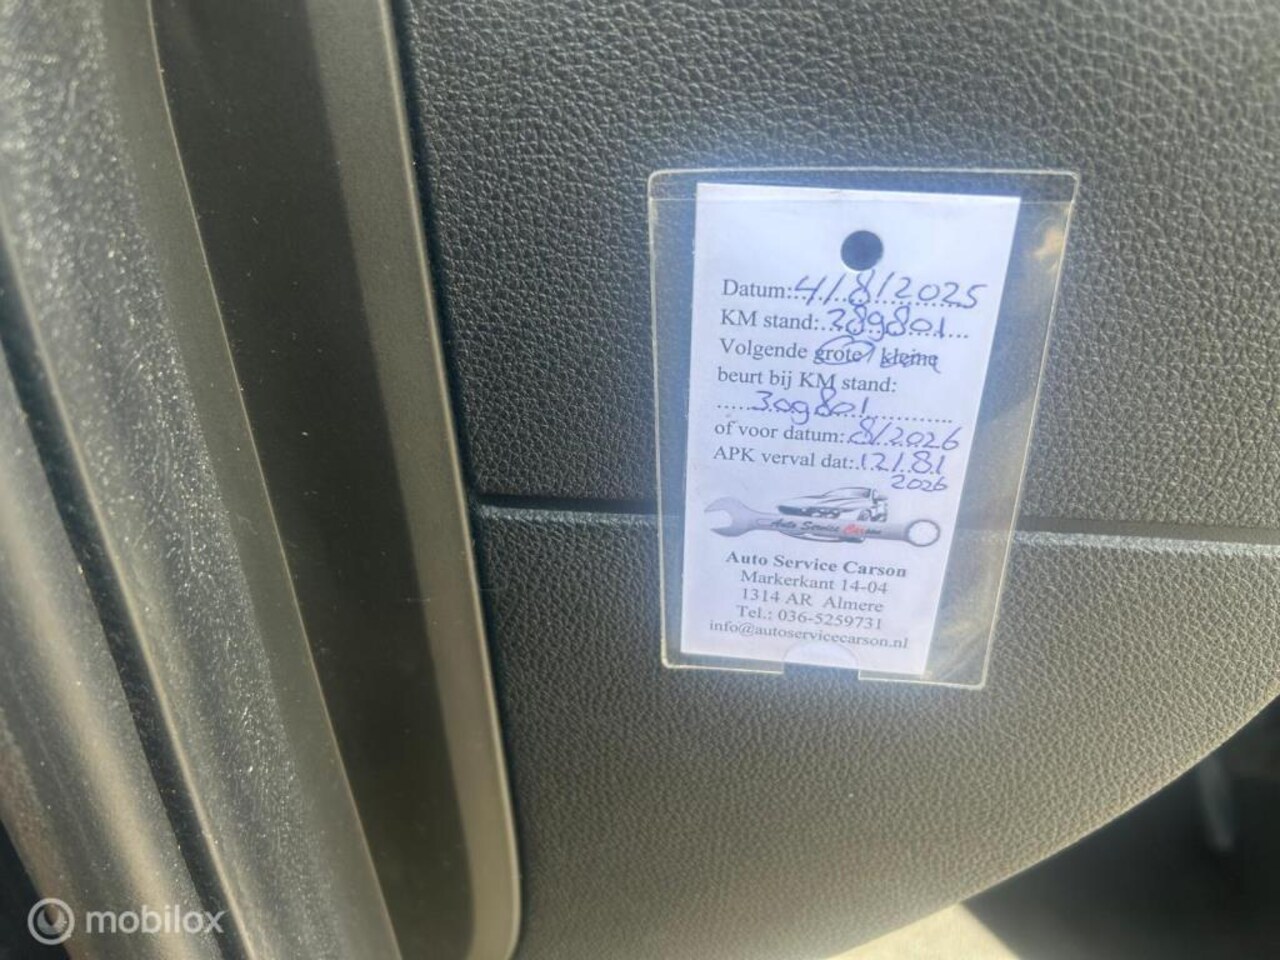 Datum: 4/8/2025
KM stand: 289801
Volgende grote / kleine
beurt bij KM stand:
309801
of voor datum: 8/2026
APK verval dat: 12/8/
2026
Auto Service Carson
Auto Service Carson
Markerkant 14-04
1314 AR Almere
Tel.: 036-5259731
info@autoservicecarson.nl
mobilox